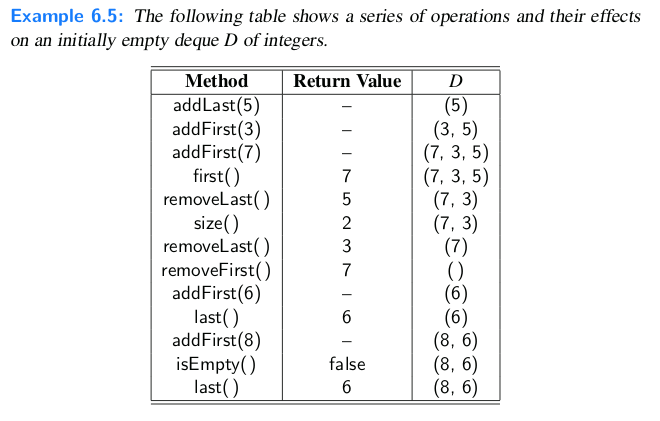 Example 6.5: The following table shows a series of operations and their effects
on an initially empty deque D of integers.
Method Return Value D
addLast(5) – (5)
addFirst(3) – (3, 5)
addFirst(7) – (7, 3, 5)
first( ) 7 (7, 3, 5)
removeLast( ) 5 (7, 3)
size( ) 2 (7, 3)
removeLast( ) 3 (7)
removeFirst( ) 7 ( )
addFirst(6) – (6)
last( ) 6 (6)
addFirst(8) – (8, 6)
isEmpty( ) false (8, 6)
last( ) 6 (8, 6)